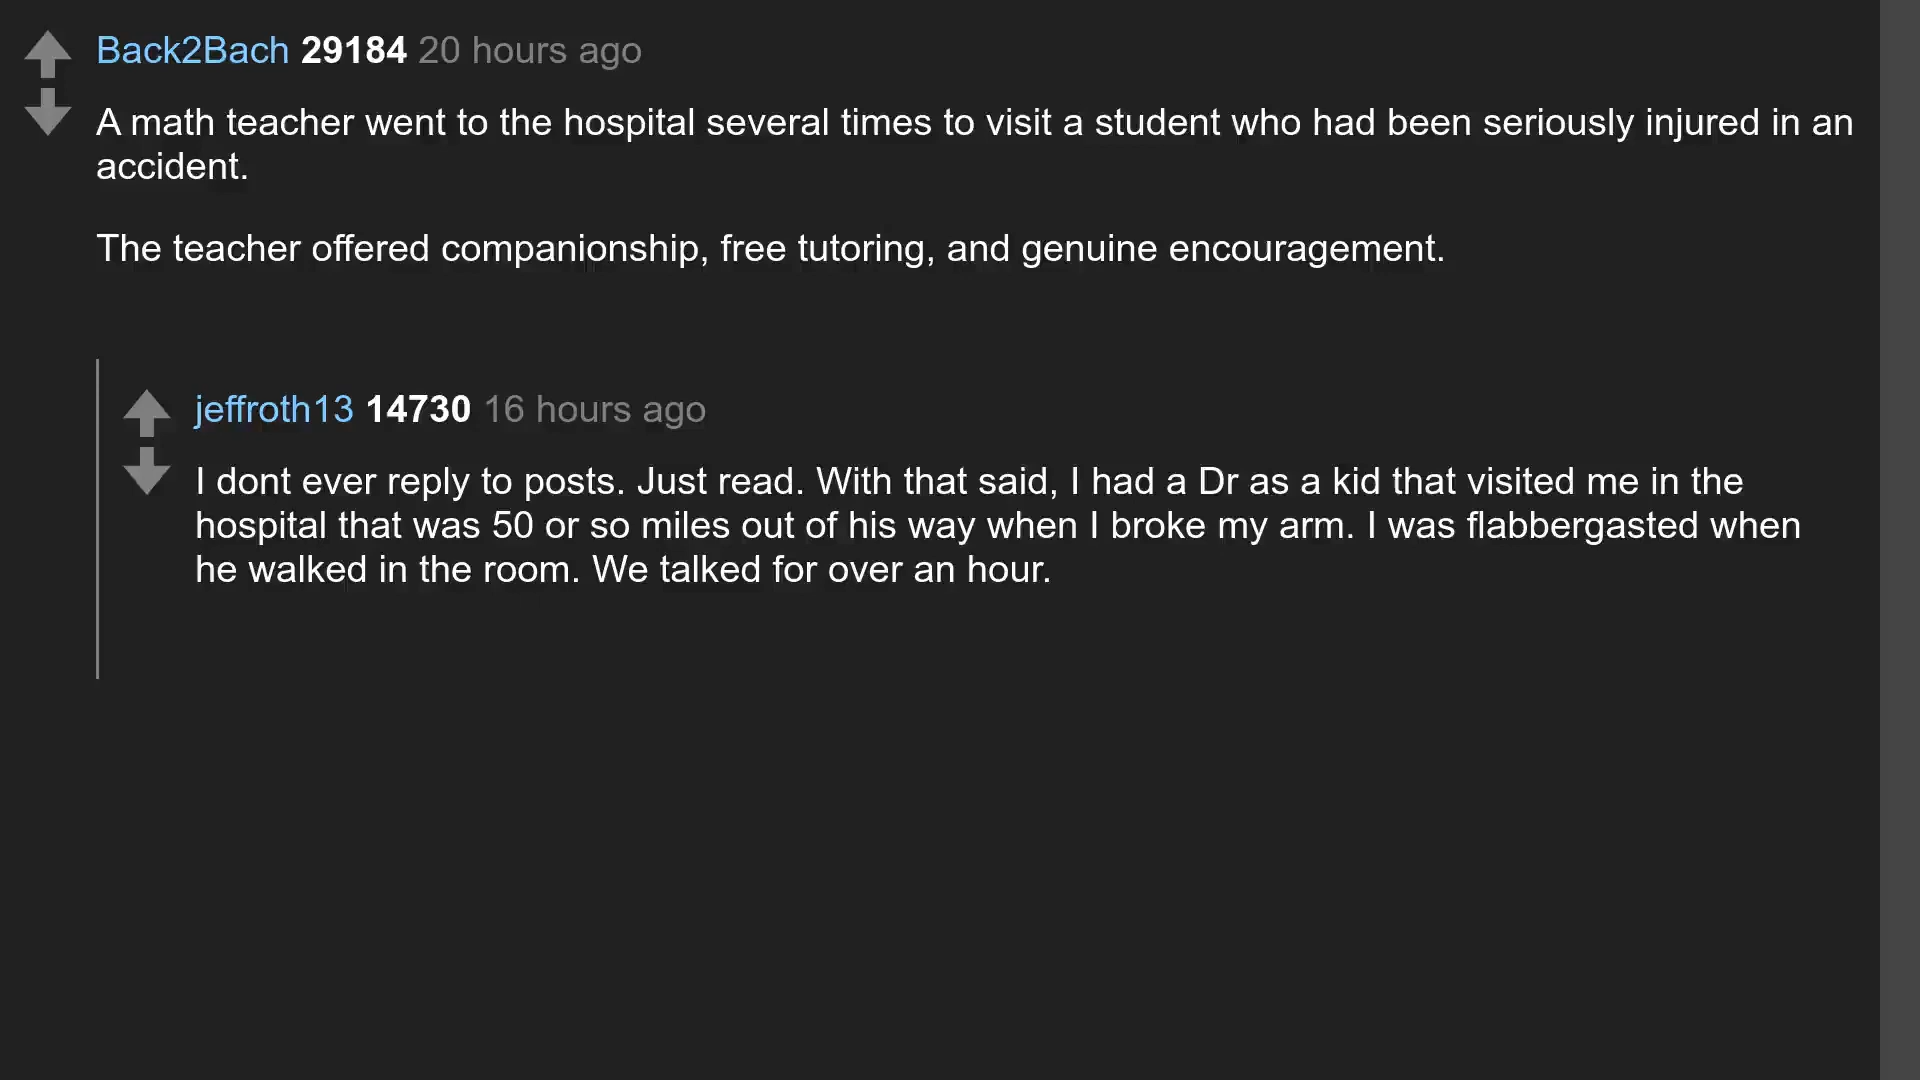 Back2Bach 29184 20 hours ago
A math teacher went to the hospital several times to visit a student who had been seriously injured in an
accident.
The teacher offered companionship, free tutoring, and genuine encouragement.
jeffroth13 14730 16 hours ago
I dont ever reply to posts. Just read. With that said, I had a Dr as a kid that visited me in the
hospital that was 50 or so miles out of his way when I broke my arm. I was flabbergasted when
he walked in the room. We talked for over an hour.